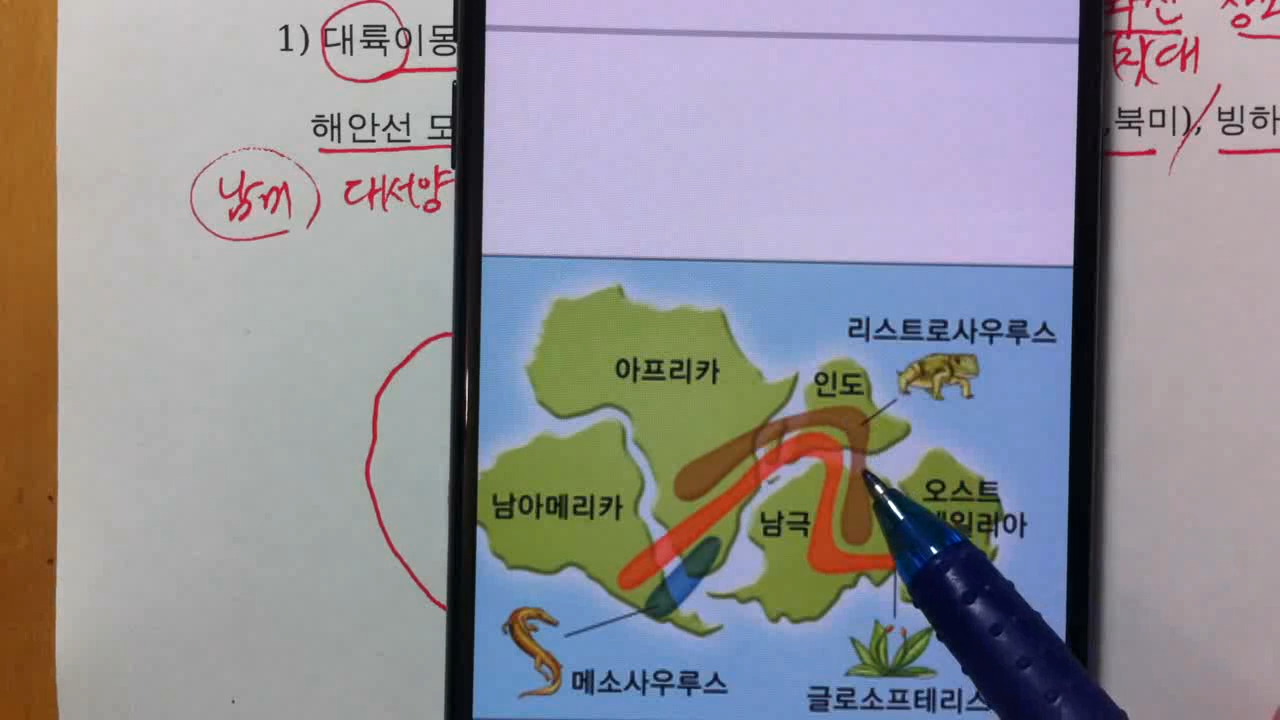 1) 대륙이동
찢대
해안선 모
,북미), 빙하
남미 대서양
리스트로사우루스
아프리카
인도
오스트
남아메리카
남극
일리아
메소사우루스
글로소프테리스